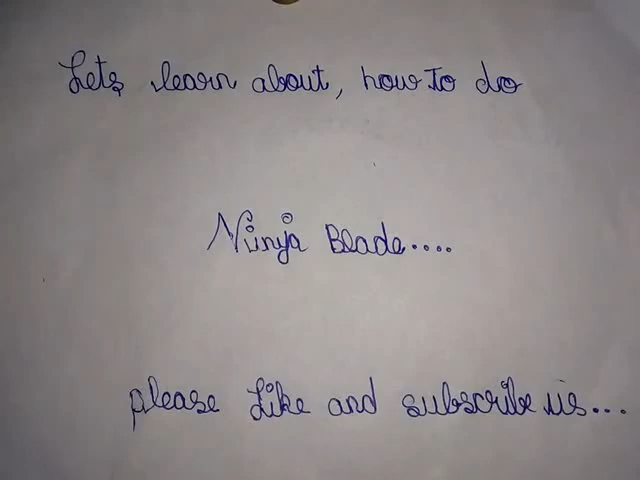 Lets learn about, how To do
Ninja Blade....
please Like and subscribe us...